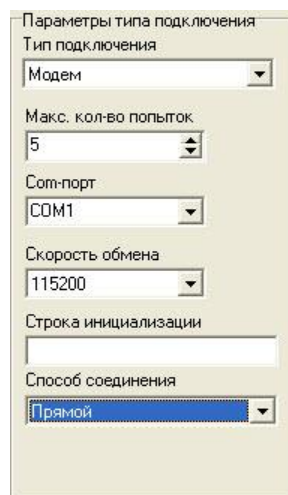 Параметры типа подключения
Тип подключения
Модем
Макс. кол-во попыток
5
Com-порт
COM1
Скорость обмена
115200
Строка инициализации
Способ соединения
Прямой